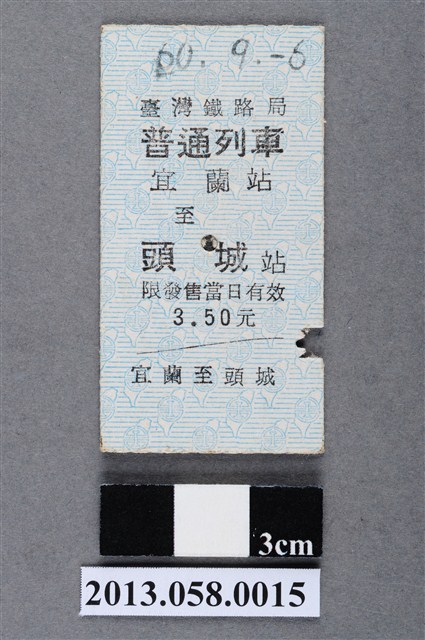 60.9.-6
臺灣鐵路局
普通列車
宜蘭站
至
頭城站
限發售當日有效
3.50元
宜蘭至頭城
3cm
2013.058.0015